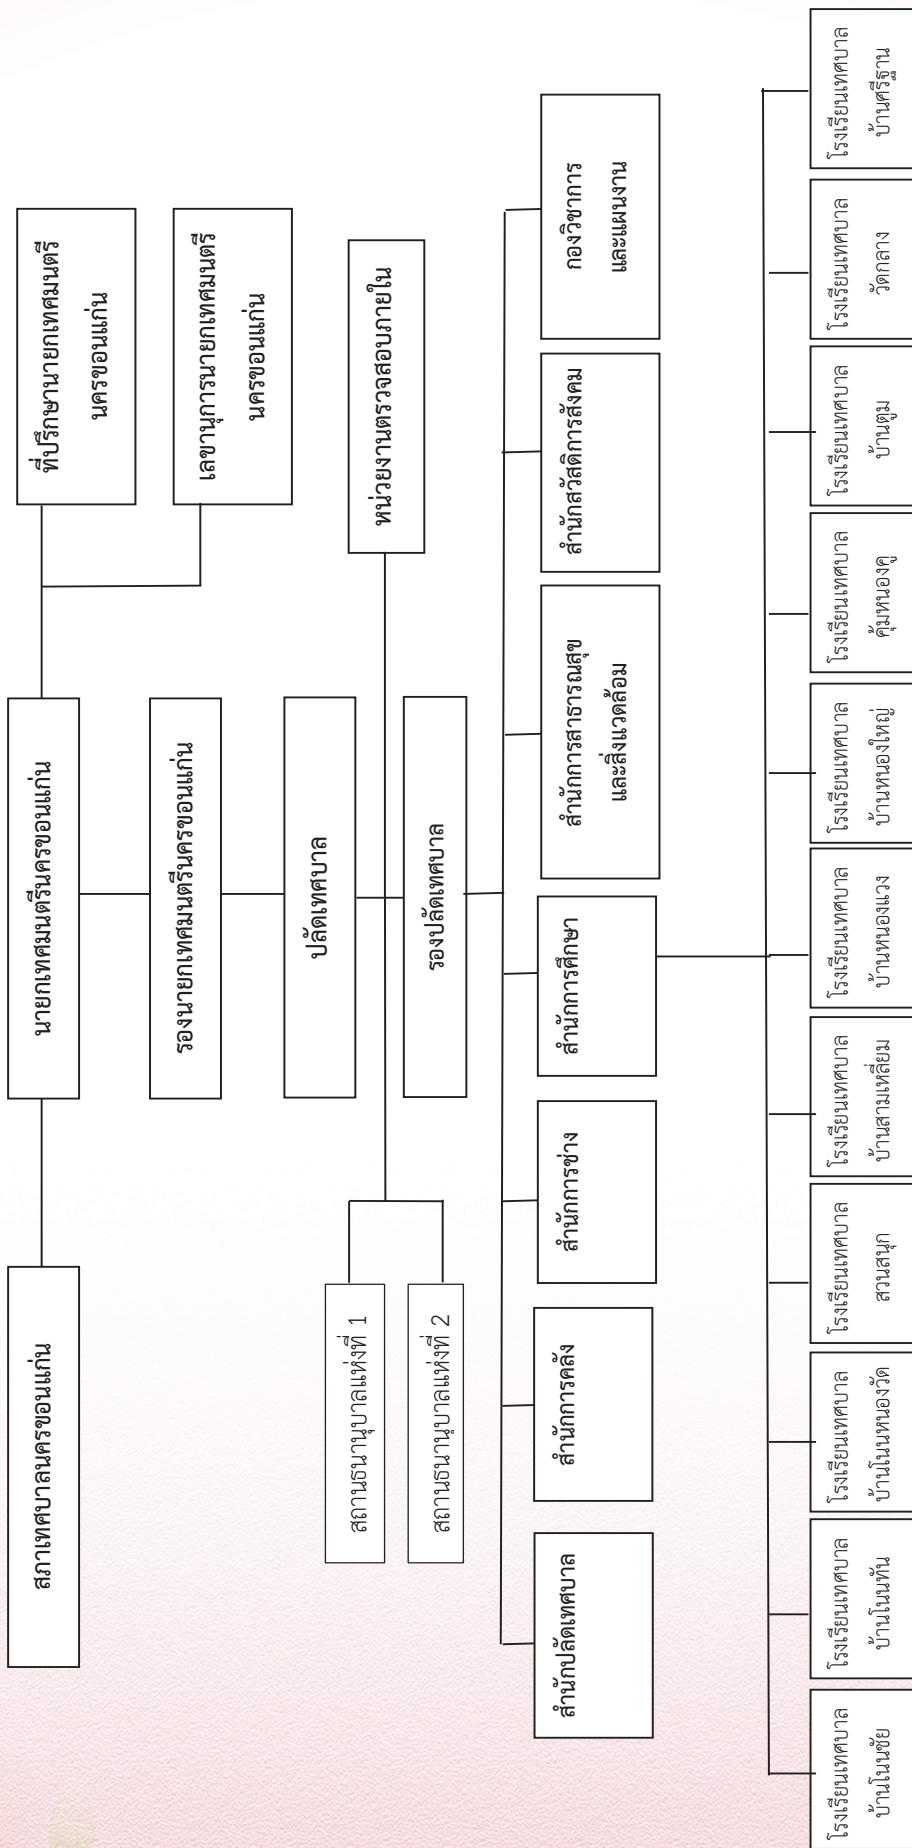 สภาเทศบาลนครขอนแก่น
นายกเทศมนตรีนครขอนแก่น
ที่ปรึกษานายกเทศมนตรี
นครขอนแก่น
เลขานุการนายกเทศมนตรี
นครขอนแก่น
รองนายกเทศมนตรีนครขอนแก่น
ปลัดเทศบาล
หน่วยงานตรวจสอบภายใน
สถานธนานุบาลแห่งที่ 1
สถานธนานุบาลแห่งที่ 2
รองปลัดเทศบาล
สำนักปลัดเทศบาล
สำนักการคลัง
สำนักการช่าง
สำนักการศึกษา
สำนักการสาธารณสุข
และสิ่งแวดล้อม
สำนักสวัสดิการสังคม
กองวิชาการ
และแผนงาน
โรงเรียนเทศบาล
บ้านโนนชัย
โรงเรียนเทศบาล
บ้านโนนทัน
โรงเรียนเทศบาล
บ้านโนนหนองวัด
โรงเรียนเทศบาล
สวนสนุก
โรงเรียนเทศบาล
บ้านสามเหลี่ยม
โรงเรียนเทศบาล
บ้านหนองแวง
โรงเรียนเทศบาล
บ้านหนองใหญ่
โรงเรียนเทศบาล
คุ้มหนองคู
โรงเรียนเทศบาล
บ้านตูม
โรงเรียนเทศบาล
วัดกลาง
โรงเรียนเทศบาล
บ้านศรีฐาน